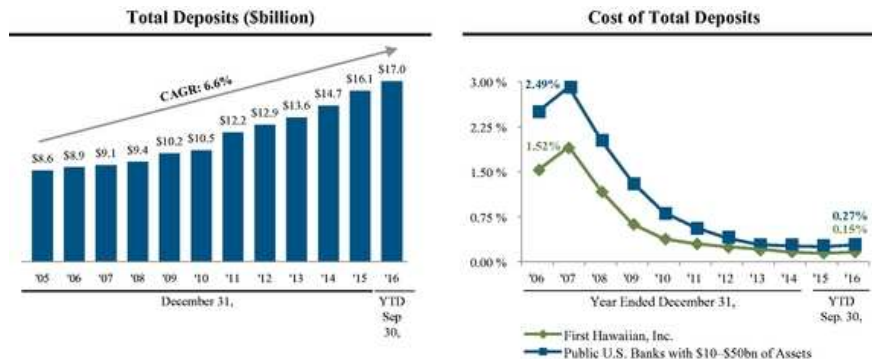 Total Deposits ($billion)
CAGR: 6.6%
$8.6 $8.9 $9.1 $9.4 $10.2 $10.5 $12.2 $12.9 $13.6 $14.7 $16.1 $17.0
'05 '06 '07 '08 '09 '10 '11 '12 '13 '14 '15 '16
December 31, YTD
Sep
30,
Cost of Total Deposits
3.00 %
2.25 %
1.50 %
0.75 %
0.00 %
2.49%
1.52%
0.27%
0.15%
'06 '07 '08 '09 '10 '11 '12 '13 '14 '15 '16
Year Ended December 31, YTD
Sep. 30,
First Hawaiian, Inc.
Public U.S. Banks with $10–$50bn of Assets